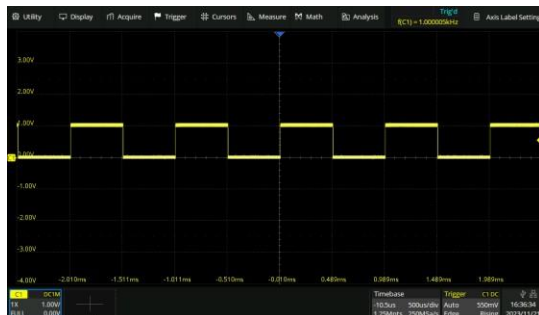 Utility Display Acquire Trigger Cursors Measure Math Analysis Trig'd Axis Label Setting
f(C1) = 1.000005kHz
3.00V
2.00V
1.00V
C1 0.00V
-1.00V
-2.00V
-3.00V
-4.00V -2.010ms -1.511ms -1.011ms -0.510ms -0.010ms 0.489ms 0.989ms 1.489ms 1.989ms
C1 DC1M Timebase Trigger C1 DC
1X 1.00V -10.5us 500us/div Auto 550mV 16:36:34
FULL 0.00V 1.25Mpts 250MSa/s Edge Rising